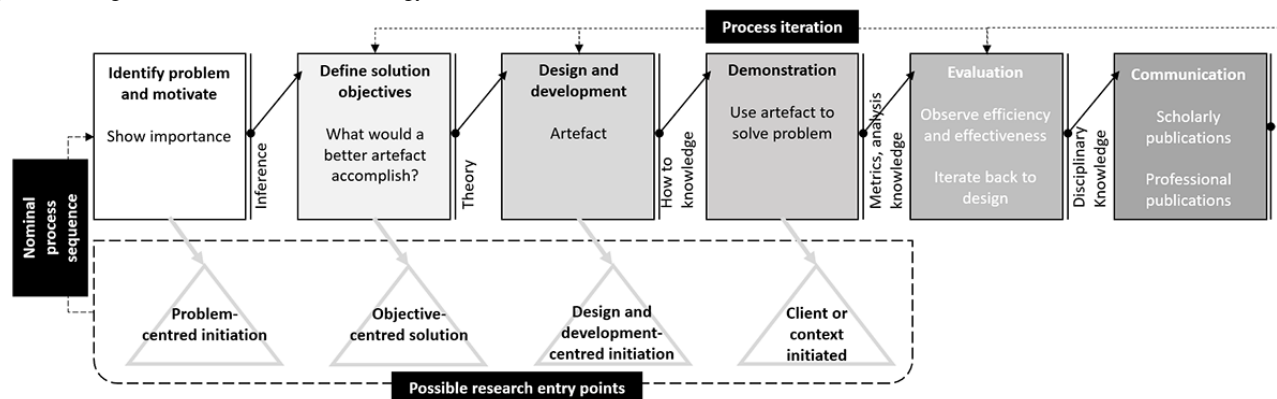 Process iteration
Identify problem
and motivate
Show importance
Inference
Define solution
objectives
What would a
better artefact
accomplish?
Theory
Design and
development
Artefact
How to
knowledge
Demonstration
Use artefact to
solve problem
Metrics, analysis
knowledge
Evaluation
Observe efficiency
and effectiveness
Iterate back to
design
Disciplinary
Knowledge
Communication
Scholarly
publications
Professional
publications
Nominal
process
sequence
Problem-
centred initiation
Objective-
centred solution
Design and
development-
centred initiation
Client or
context
initiated
Possible research entry points